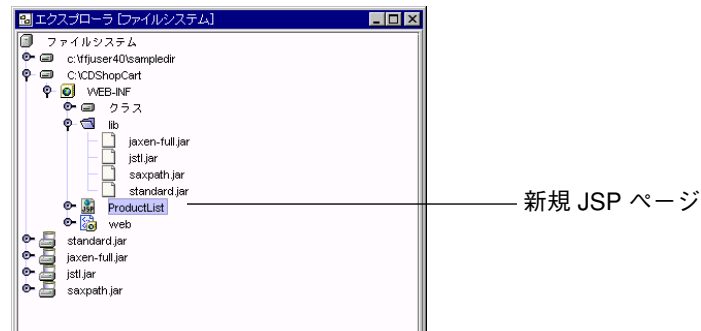 エクスプローラ [ファイルシステム]
ファイルシステム
c:\ffjuser40\sampledir
C:\CDShopCart
WEB-INF
クラス
lib
jaxen-full.jar
jstl.jar
saxpath.jar
standard.jar
ProductList
新規 JSP ページ
web
standard.jar
jaxen-full.jar
jstl.jar
saxpath.jar